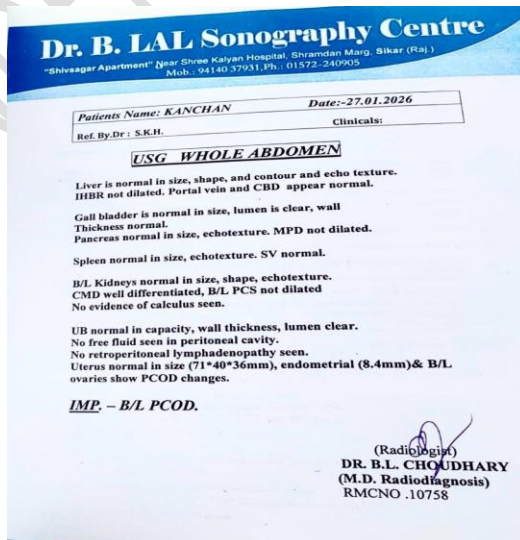 Dr. B. LAL Sonography Centre
"Shivsagar Apartment" Near Shree Kalyan Hospital, Shramdan Marg, Sikar (Raj.)
Mob.: 94140 37931,Ph.: 01572-240905
Patients Name: KANCHAN Date:-27.01.2026
Ref. By.Dr : S.K.H. Clinicals:
USG WHOLE ABDOMEN
Liver is normal in size, shape, and contour and echo texture.
IHBR not dilated. Portal vein and CBD appear normal.
Gall bladder is normal in size, lumen is clear, wall
Thickness normal.
Pancreas normal in size, echotexture. MPD not dilated.
Spleen normal in size, echotexture. SV normal.
B/L Kidneys normal in size, shape, echotexture.
CMD well differentiated, B/L PCS not dilated
No evidence of calculus seen.
UB normal in capacity, wall thickness, lumen clear.
No free fluid seen in peritoneal cavity.
No retroperitoneal lymphadenopathy seen.
Uterus normal in size (71*40*36mm), endometrial (8.4mm)& B/L
ovaries show PCOD changes.
IMP. – B/L PCOD.
(Radiologist)
DR. B.L. CHOUDHARY
(M.D. Radiodiagnosis)
RMCNO .10758